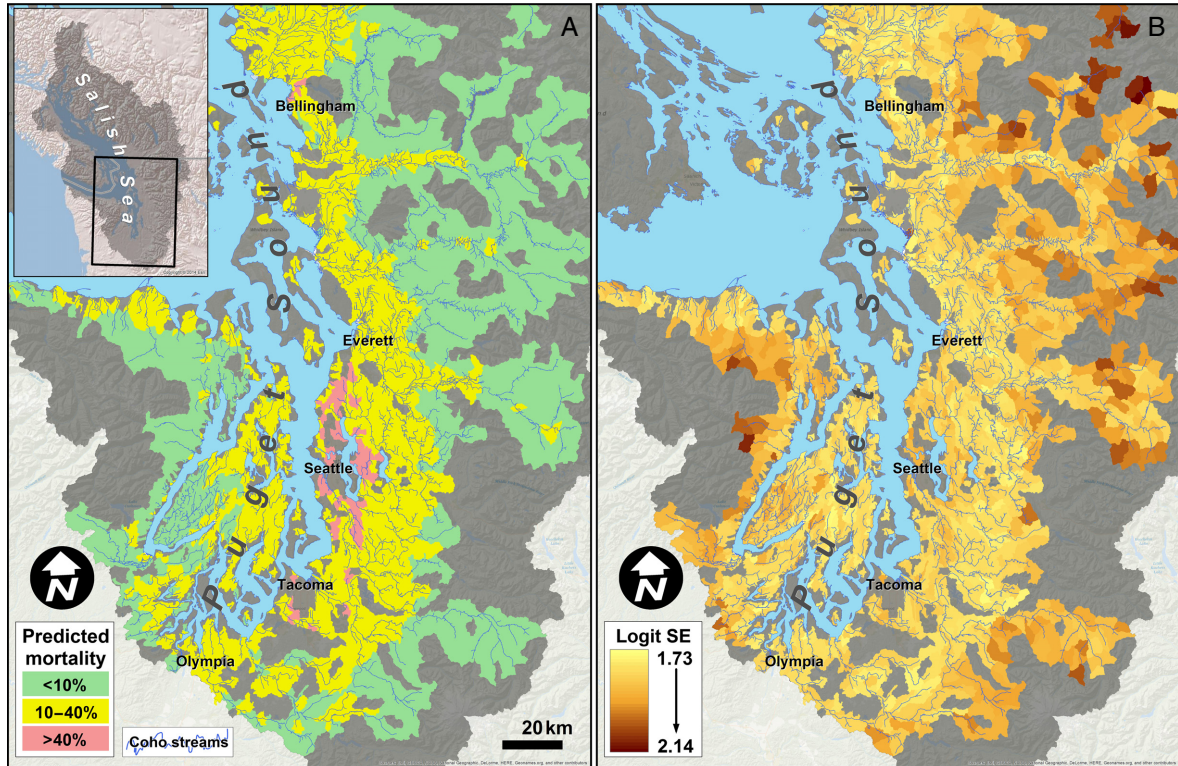 A
Salish Sea
Bellingham
Puget Sound
Everett
Seattle
Tacoma
Olympia
N
Predicted
mortality
<10%
10–40%
>40%
Coho streams
20 km
B
Bellingham
Puget Sound
Everett
Seattle
Tacoma
Olympia
N
Logit SE
1.73
2.14